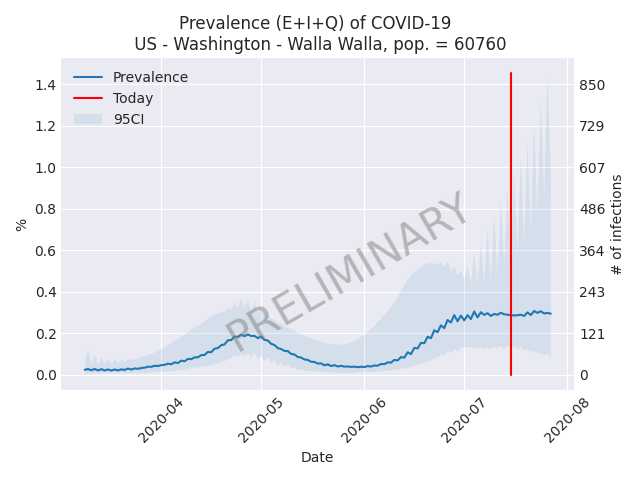 Prevalence (E+I+Q) of COVID-19
US - Washington - Walla Walla, pop. = 60760
Prevalence
Today
95CI
1.4
1.2
1.0
0.8
0.6
0.4
0.2
0.0
%
850
729
607
486
364
243
121
0
# of infections
PRELIMINARY
2020-04
2020-05
2020-06
2020-07
2020-08
Date